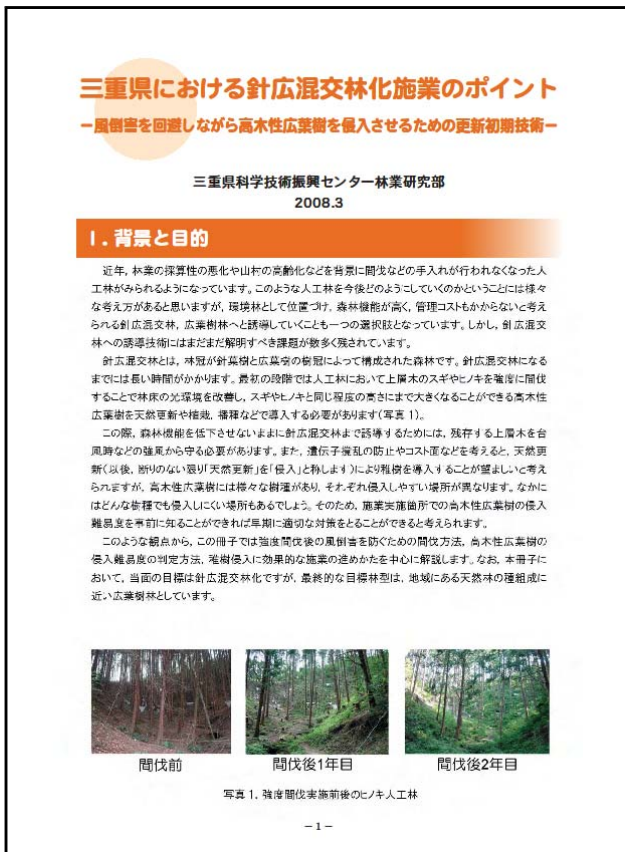 三重県における針広混交林化施業のポイント
－風倒害を回避しながら高木性広葉樹を侵入させるための更新初期技術－
三重県科学技術振興センター林業研究部
2008.3
1. 背景と目的
近年，林業の採算性の悪化や山村の高齢化などを背景に間伐などの手入れが行われなくなった人
工林がみられるようになっています。このような人工林を今後どのようにしていくのかということには様々
な考え方があると思いますが，環境林として位置づけ，森林機能が高く，管理コストもかからないと考え
られる針広混交林，広葉樹林へと誘導していくことも一つの選択肢となっています。しかし，針広混交
林への誘導技術にはまだまだ解明すべき課題が数多く残されています。
針広混交林とは，林冠が針葉樹と広葉樹の樹冠によって構成された森林です。針広混交林になる
までには長い時間がかかります。最初の段階では人工林において上層木のスギやヒノキを強度に間伐
することで林床の光環境を改善し，スギやヒノキと同じ程度の高さにまで大きくなることができる高木性
広葉樹を天然更新や植栽，播種などで導入する必要があります（写真1）。
この際，森林機能を低下させないままに針広混交林まで誘導するためには，残存する上層木を台
風時などの強風から守る必要があります。また，遺伝子撹乱の防止やコスト面などを考えると，天然更
新（以後，断りのない限り「天然更新」を「侵入」と称します）により稚樹を導入することが望ましいと考え
られますが，高木性広葉樹には様々な樹種があり，それぞれ侵入しやすい場所が異なります。なかに
はどんな樹種でも侵入しにくい場所もあるでしょう。そのため，施業実施箇所での高木性広葉樹の侵入
難易度を事前に知ることができれば早期に適切な対策をとることができると考えられます。
このような観点から，この冊子では強度間伐後の風倒害を防ぐための間伐方法，高木性広葉樹の
侵入難易度の判定方法，稚樹侵入に効果的な施業の進めかたを中心に解説します。なお，本冊子に
おいて，当面の目標は針広混交林化ですが，最終的な目標林型は，地域にある天然林の種組成に
近い広葉樹林としています。
間伐前
間伐後1年目
間伐後2年目
写真1. 強度間伐実施前後のヒノキ人工林
－1－